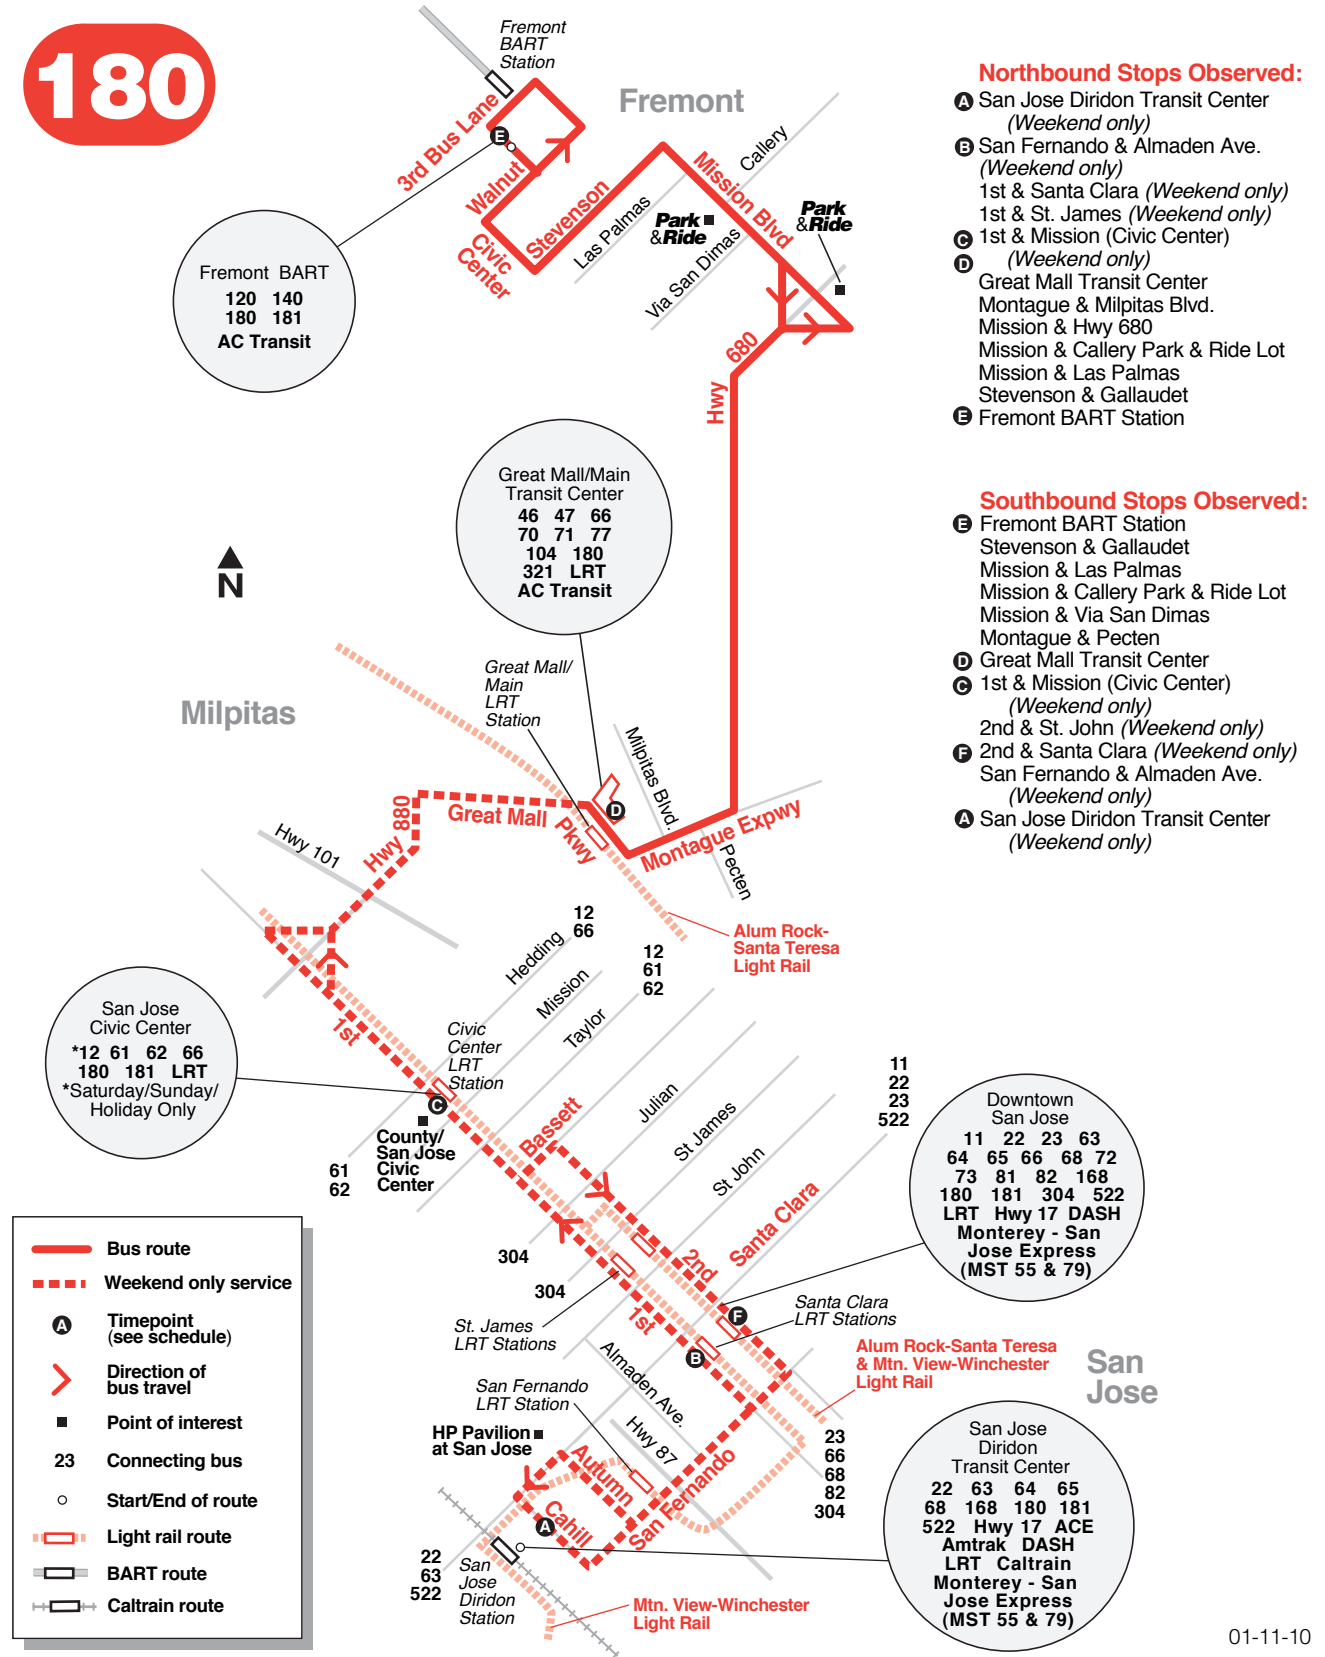 180
Fremont
BART
Station
Fremont
3rd Bus Lane
E
Walnut
Civic
Center
Stevenson
Las Palmas
Park
&Ride
Via San Dimas
Mission Blvd
Callery
Park
&Ride
Hwy
680
Fremont BART
120 140
180 181
AC Transit
Northbound Stops Observed:
A San Jose Diridon Transit Center
(Weekend only)
B San Fernando & Almaden Ave.
(Weekend only)
1st & Santa Clara (Weekend only)
1st & St. James (Weekend only)
C 1st & Mission (Civic Center)
D (Weekend only)
Great Mall Transit Center
Montague & Milpitas Blvd.
Mission & Hwy 680
Mission & Callery Park & Ride Lot
Mission & Las Palmas
Stevenson & Gallaudet
E Fremont BART Station
Southbound Stops Observed:
E Fremont BART Station
Stevenson & Gallaudet
Mission & Las Palmas
Mission & Callery Park & Ride Lot
Mission & Via San Dimas
Montague & Pecten
D Great Mall Transit Center
C 1st & Mission (Civic Center)
(Weekend only)
2nd & St. John (Weekend only)
F 2nd & Santa Clara (Weekend only)
San Fernando & Almaden Ave.
(Weekend only)
A San Jose Diridon Transit Center
(Weekend only)
Great Mall/Main
Transit Center
46 47 66
70 71 77
104 180
321 LRT
AC Transit
N
Milpitas
Great Mall/
Main
LRT
Station
Milpitas Blvd.
D
Great Mall
Pkwy
Montague Expwy
Pecten
Hwy 880
Hwy 101
Alum Rock-
Santa Teresa
Light Rail
12
66
Hedding
12
61
62
Mission
Taylor
San Jose
Civic Center
*12 61 62 66
180 181 LRT
*Saturday/Sunday/
Holiday Only
1st
Civic
Center
LRT
Station
C
County/
San Jose
Civic
Center
61
62
Bassett
Julian
St James
St John
Santa Clara
11
22
23
522
304
304
2nd
1st
Downtown
San Jose
11 22 23 63
64 65 66 68 72
73 81 82 168
180 181 304 522
LRT Hwy 17 DASH
Monterey - San
Jose Express
(MST 55 & 79)
St. James
LRT Stations
F
B
Santa Clara
LRT Stations
Alum Rock-Santa Teresa
& Mtn. View-Winchester
Light Rail
San
Jose
Almaden Ave.
San Fernando
LRT Station
Hwy 87
HP Pavilion
at San Jose
Autumn
Cahill
San Fernando
A
23
66
68
82
304
22
63
522
San
Jose
Diridon
Station
Mtn. View-Winchester
Light Rail
San Jose
Diridon
Transit Center
22 63 64 65
68 168 180 181
522 Hwy 17 ACE
Amtrak DASH
LRT Caltrain
Monterey - San
Jose Express
(MST 55 & 79)
Bus route
Weekend only service
A Timepoint
(see schedule)
Direction of
bus travel
Point of interest
23 Connecting bus
Start/End of route
Light rail route
BART route
Caltrain route
01-11-10